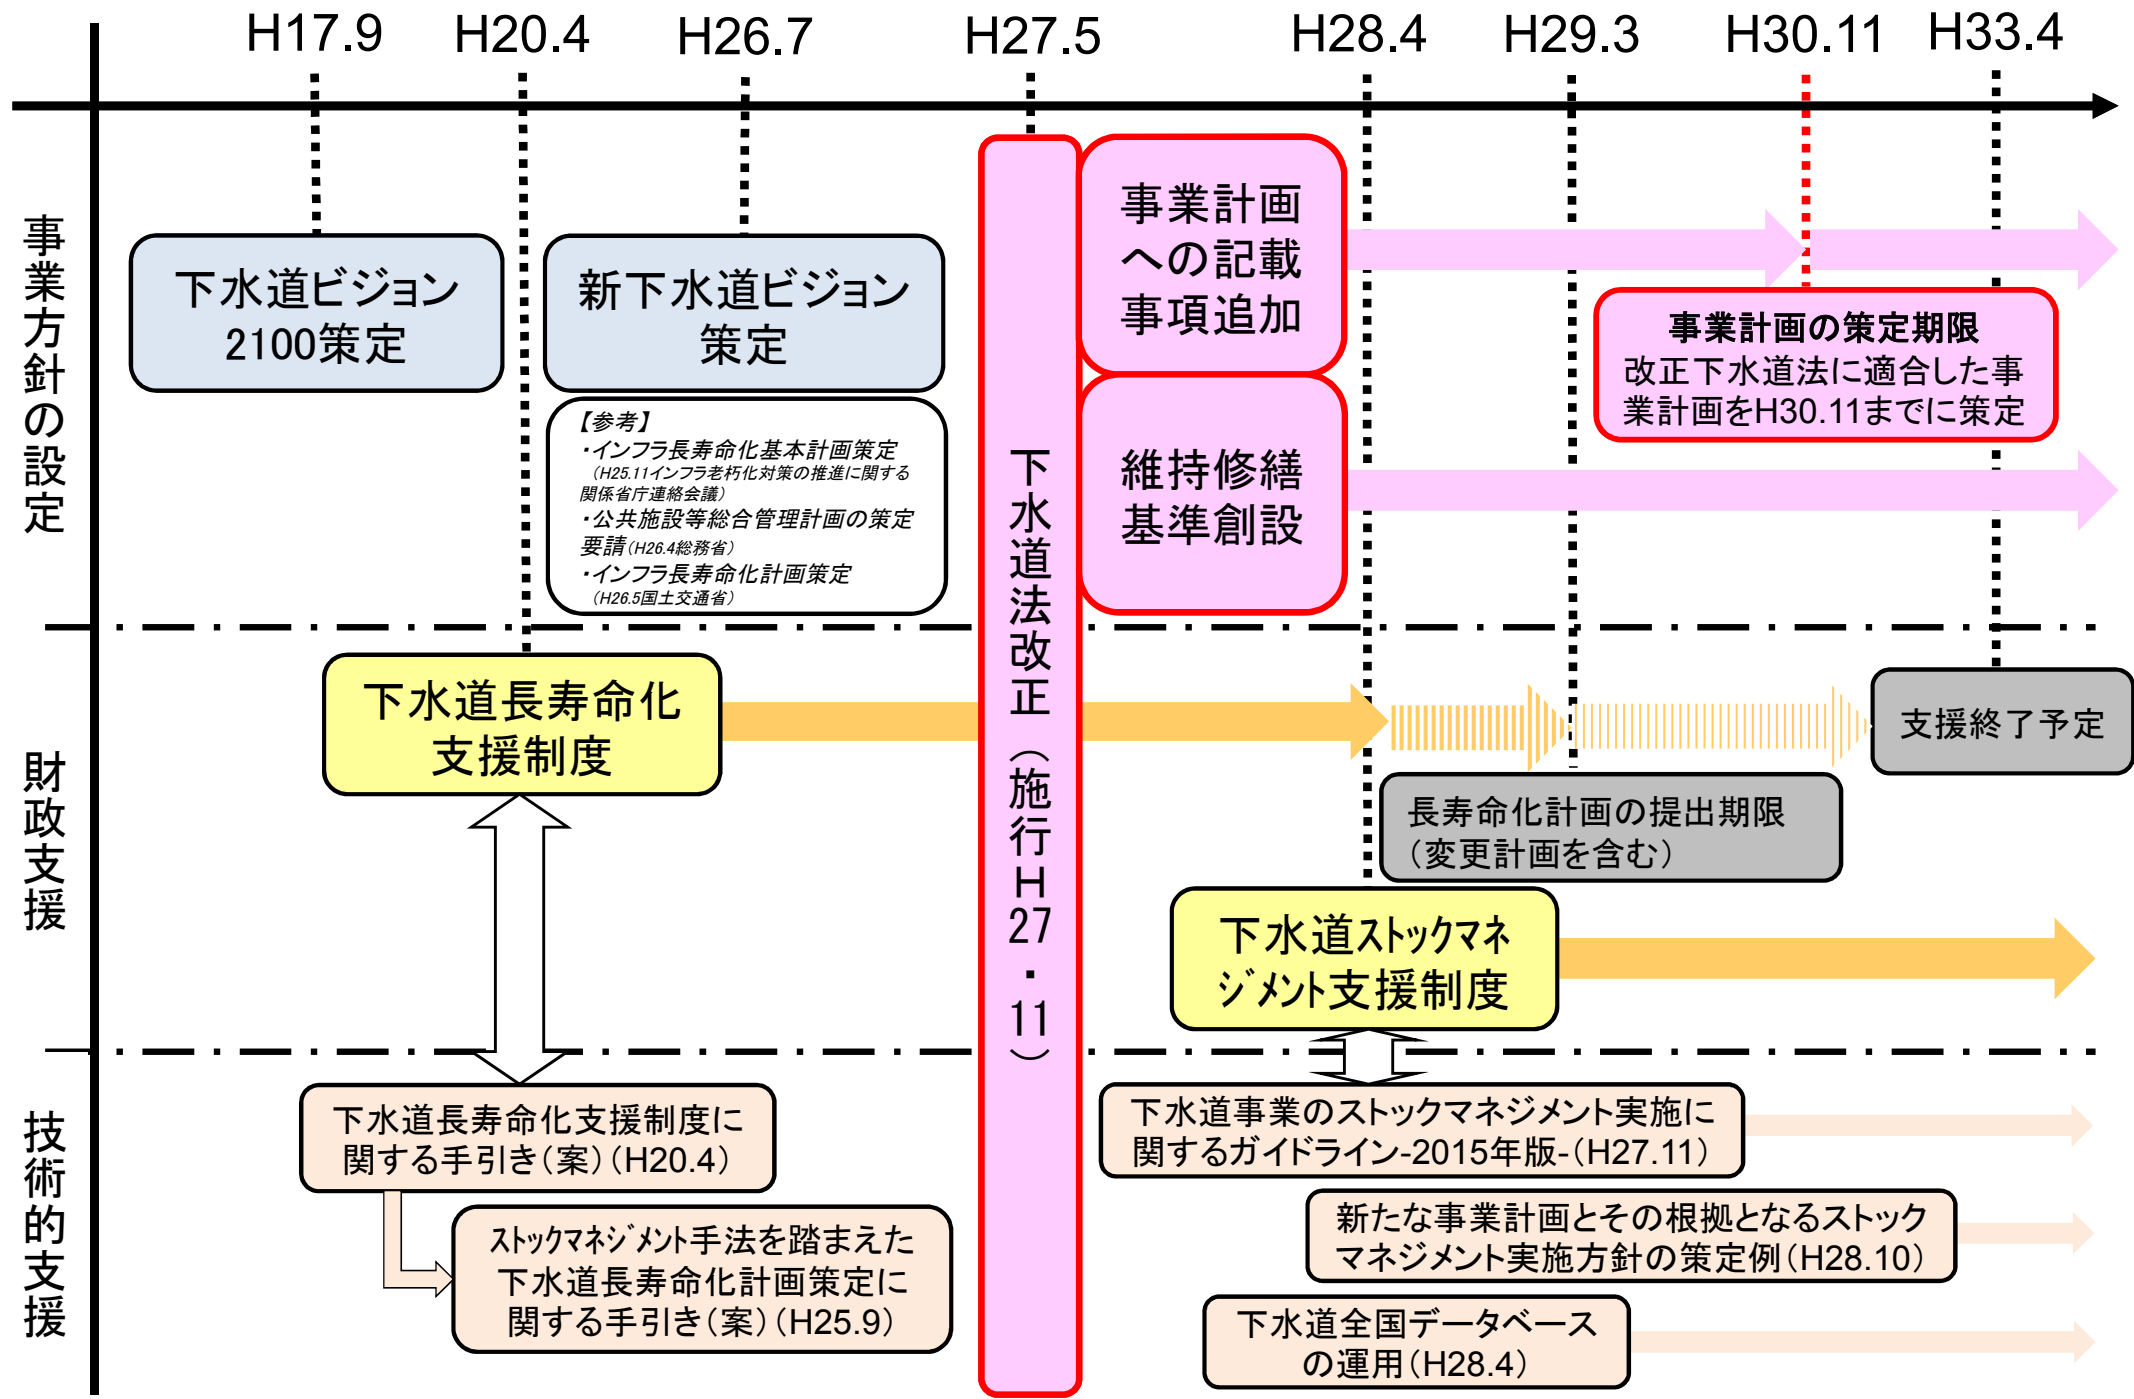 H17.9
H20.4
H26.7
H27.5
H28.4
H29.3
H30.11
H33.4
事業方針の設定
下水道ビジョン
2100策定
新下水道ビジョン
策定
【参考】
・インフラ長寿命化基本計画策定
（H25.11インフラ老朽化対策の推進に関する
関係省庁連絡会議）
・公共施設等総合管理計画の策定
要請（H26.4総務省）
・インフラ長寿命化計画策定
（H26.5国土交通省）
下水道法改正（施行H27・11）
事業計画
への記載
事項追加
維持修繕
基準創設
事業計画の策定期限
改正下水道法に適合した事
業計画をH30.11までに策定
財政支援
下水道長寿命化
支援制度
支援終了予定
長寿命化計画の提出期限
（変更計画を含む）
下水道ｽﾄｯｸﾏﾈ
ｼﾞﾒﾝﾄ支援制度
技術的支援
下水道長寿命化支援制度に
関する手引き（案）（H20.4）
ｽﾄｯｸﾏﾈｼﾞﾒﾝﾄ手法を踏まえた
下水道長寿命化計画策定に
関する手引き（案）（H25.9）
下水道事業のストックマネジメント実施に
関するガイドライン-2015年版-（H27.11）
新たな事業計画とその根拠となるストック
マネジメント実施方針の策定例（H28.10）
下水道全国データベース
の運用（H28.4）